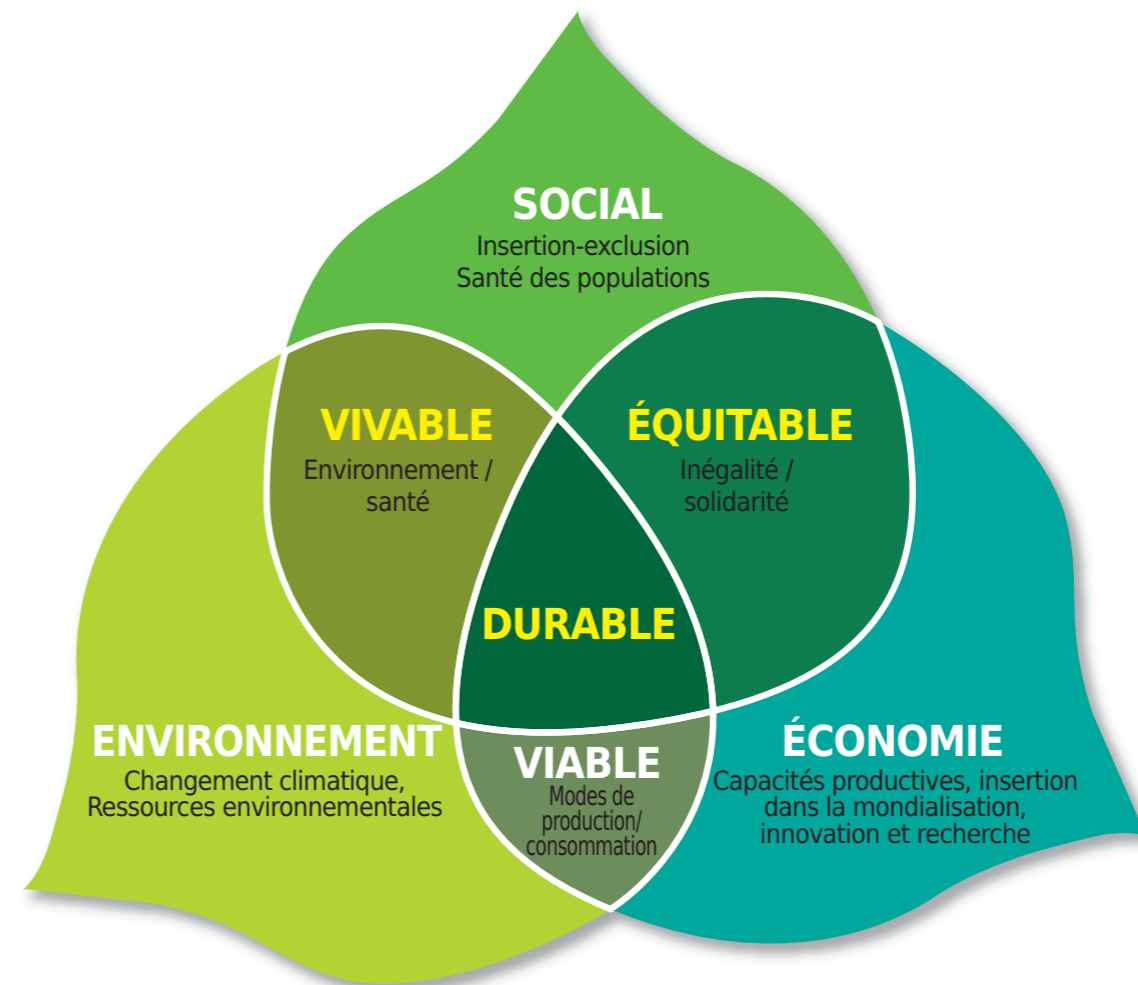 SOCIAL
Insertion-exclusion
Santé des populations
VIVABLE
Environnement /
santé
ÉQUITABLE
Inégalité /
solidarité
DURABLE
ENVIRONNEMENT
Changement climatique,
Ressources environnementales
VIABLE
Modes de
production/
consommation
ÉCONOMIE
Capacités productives, insertion
dans la mondialisation,
innovation et recherche